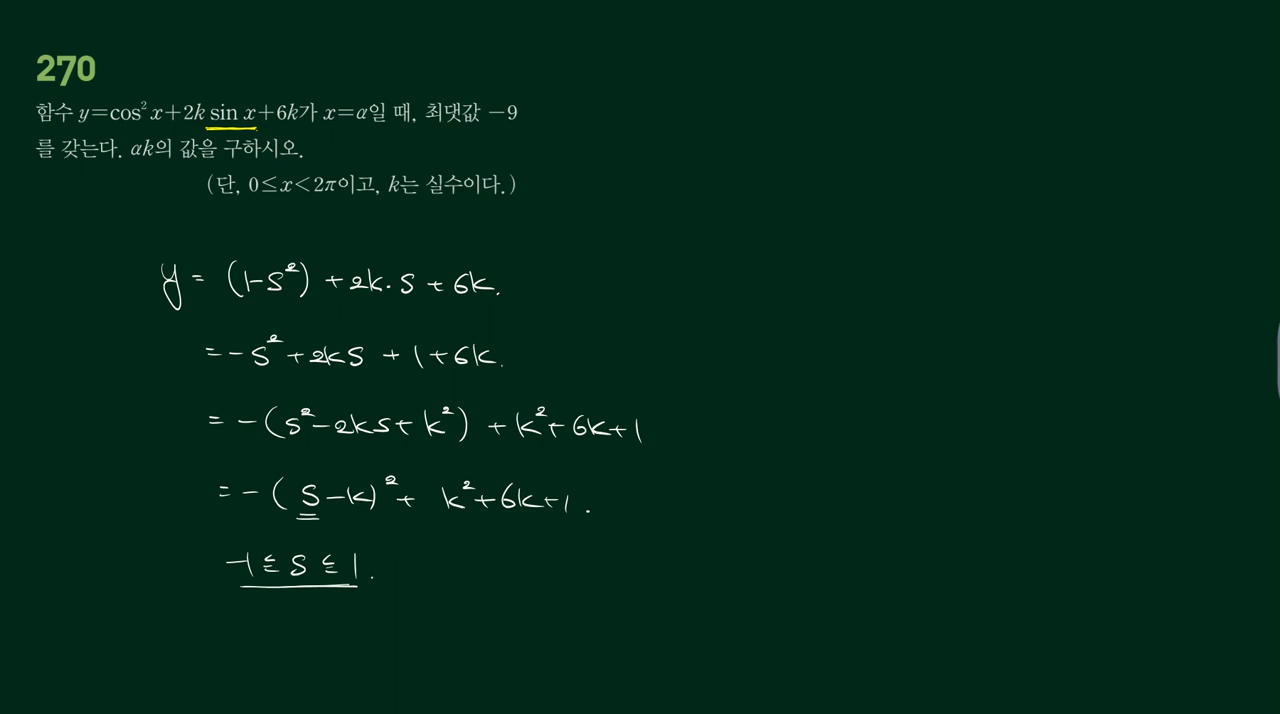 270
함수 y=cos² x+2k sin x+6k가 x=α일 때, 최댓값 −9
를 갖는다. αk의 값을 구하시오.
(단, 0≤x<2π이고, k는 실수이다.)
y = (1-s²) + 2k·s + 6k.
= -s² + 2ks + 1 + 6k.
= -(s² - 2ks + k²) + k² + 6k + 1
= -(s - k)² + k² + 6k + 1.
-1 ≦ s ≦ 1.